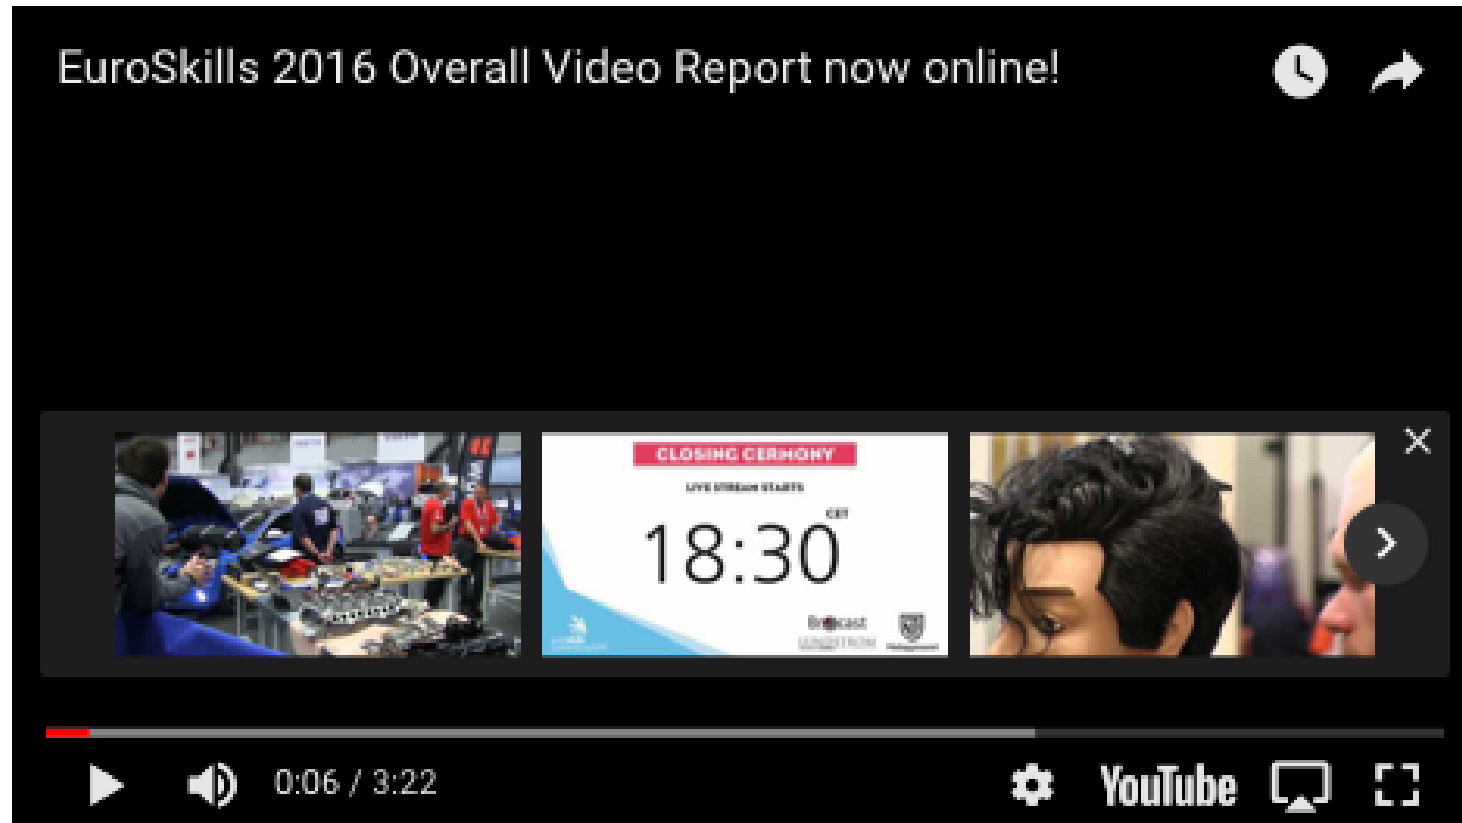 EuroSkills 2016 Overall Video Report now online!
CLOSING CERMONY
LIVE STREAM STARTS
CET
18:30
0:06 / 3:22
YouTube